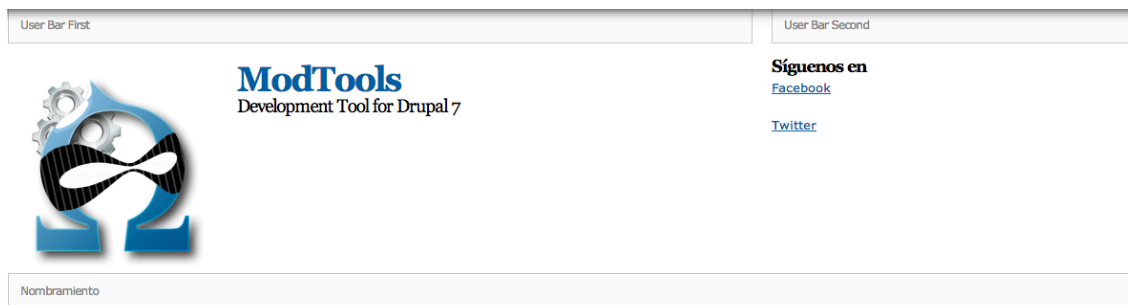 User Bar First
User Bar Second
ModTools
Development Tool for Drupal 7
Síguenos en
Facebook
Twitter
Nombramiento